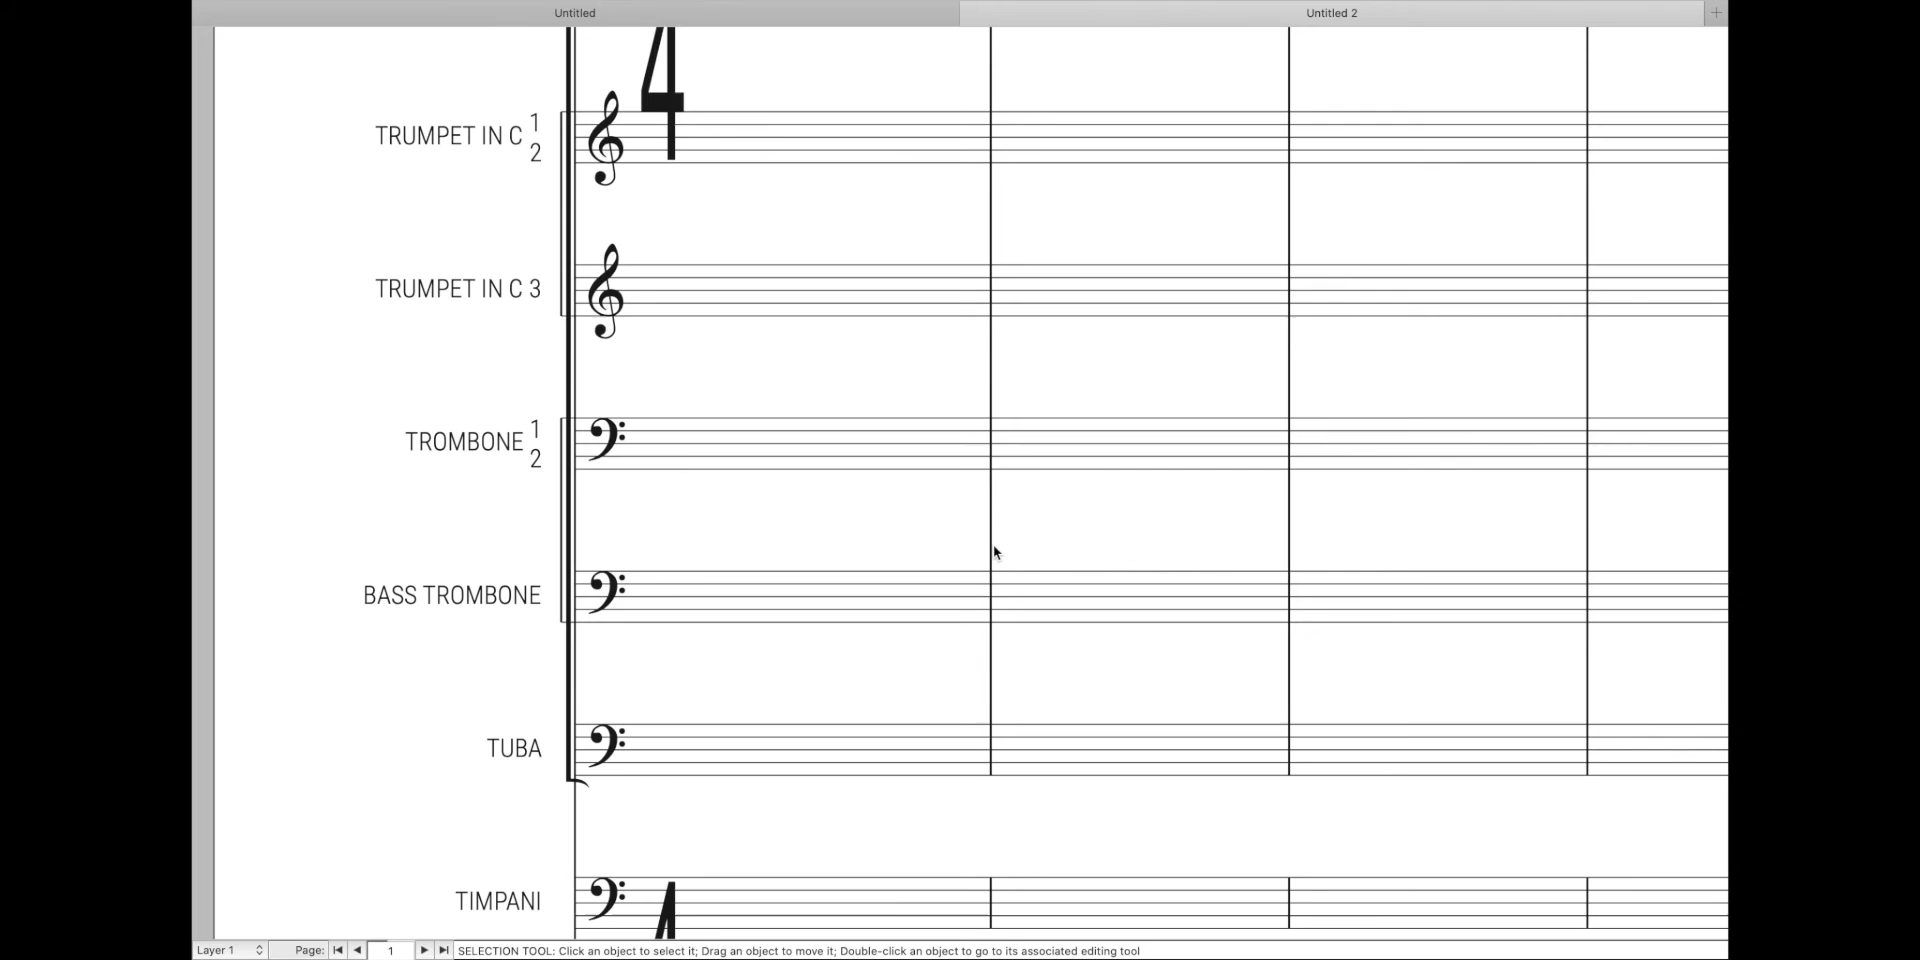 Untitled
Untitled 2
4
TRUMPET IN C 1
2
TRUMPET IN C 3
TROMBONE 1
2
BASS TROMBONE
TUBA
TIMPANI
Layer 1
Page:
1
SELECTION TOOL: Click an object to select it; Drag an object to move it; Double-click an object to go to its associated editing tool